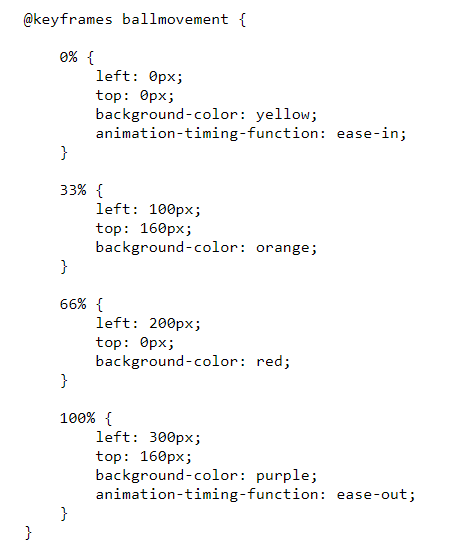 @keyframes ballmovement {
0% {
left: 0px;
top: 0px;
background-color: yellow;
animation-timing-function: ease-in;
}
33% {
left: 100px;
top: 160px;
background-color: orange;
}
66% {
left: 200px;
top: 0px;
background-color: red;
}
100% {
left: 300px;
top: 160px;
background-color: purple;
animation-timing-function: ease-out;
}
}